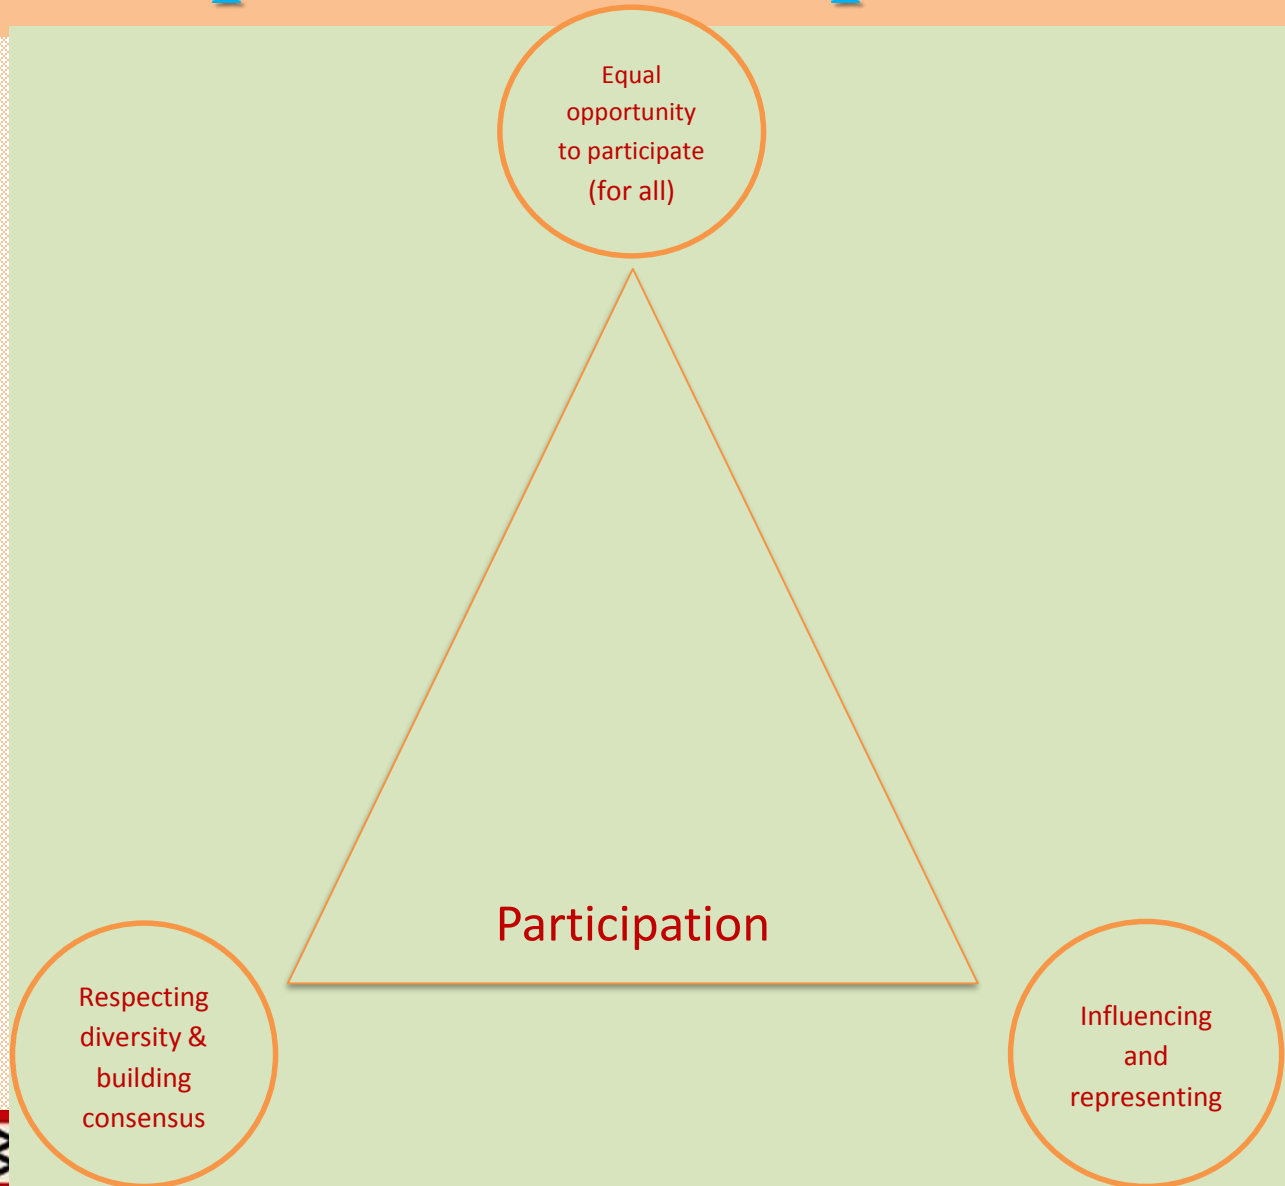 Equal
opportunity
to participate
(for all)
Participation
Respecting
diversity &
building
consensus
Influencing
and
representing